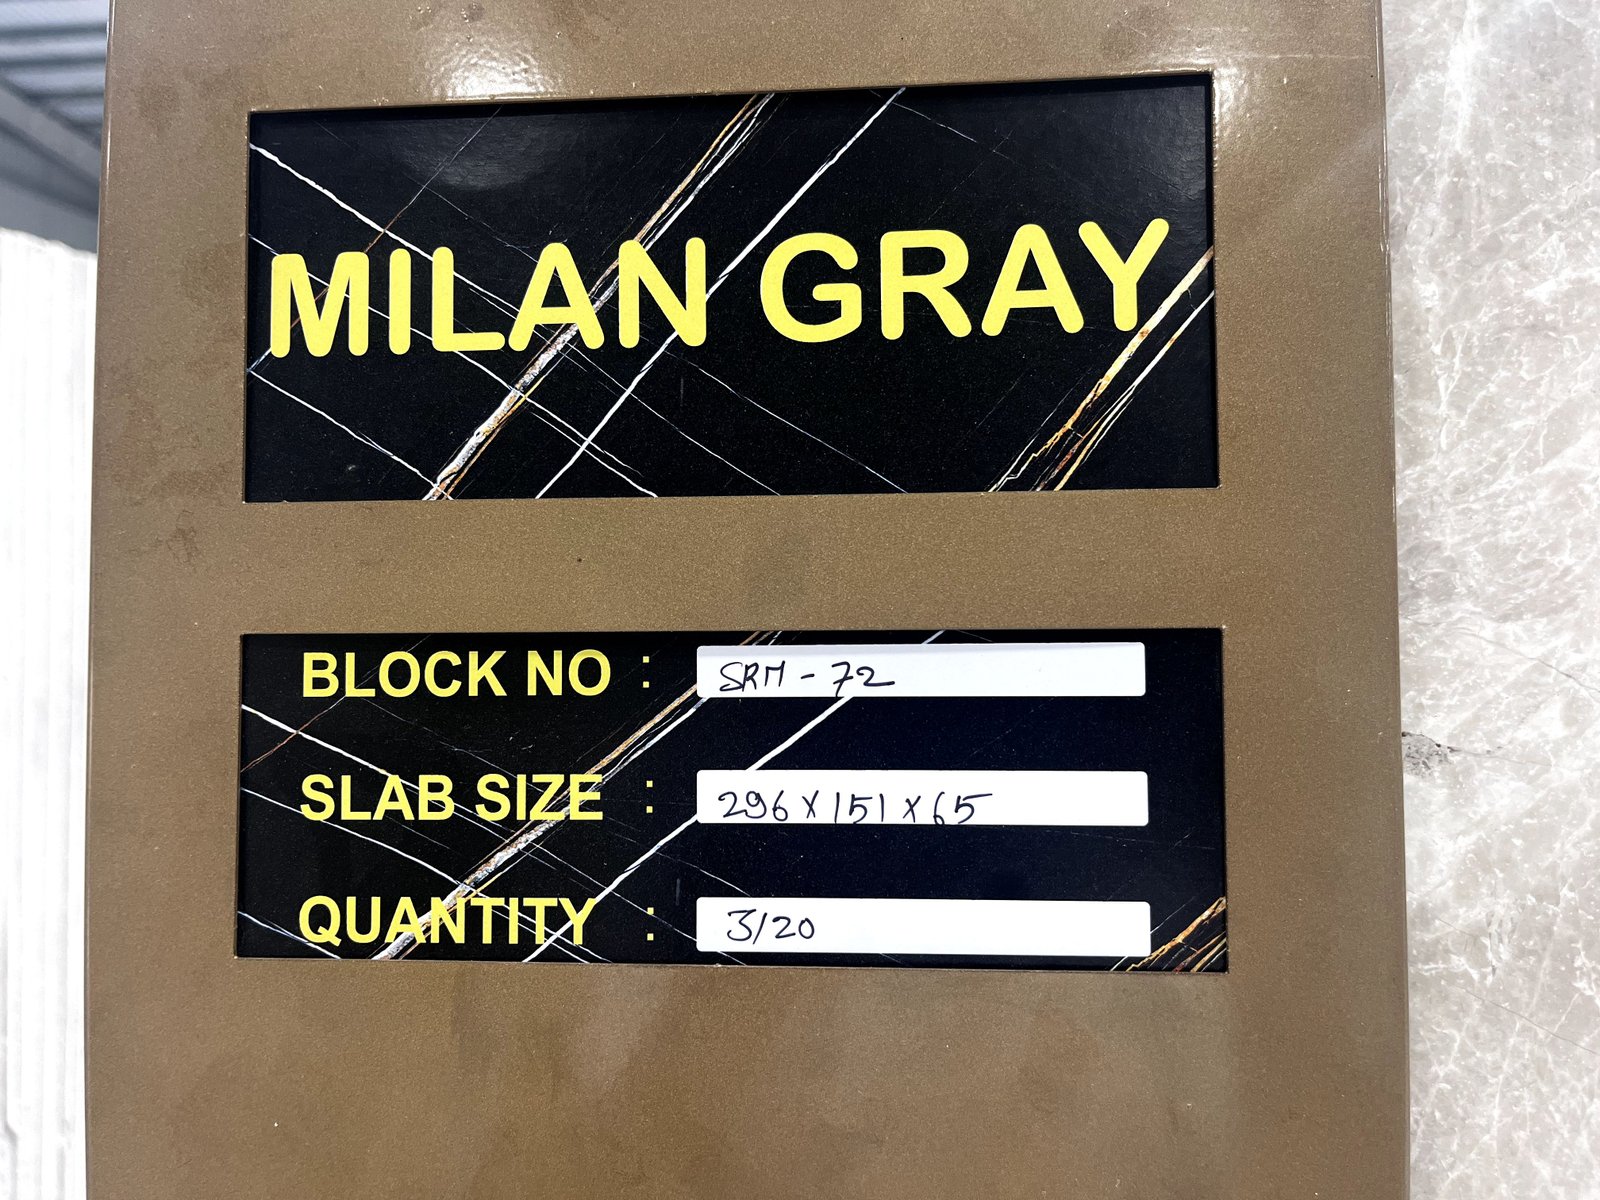 MILAN GRAY
BLOCK NO : SRM - 72
SLAB SIZE : 296 X 151 X 65
QUANTITY : 3/20